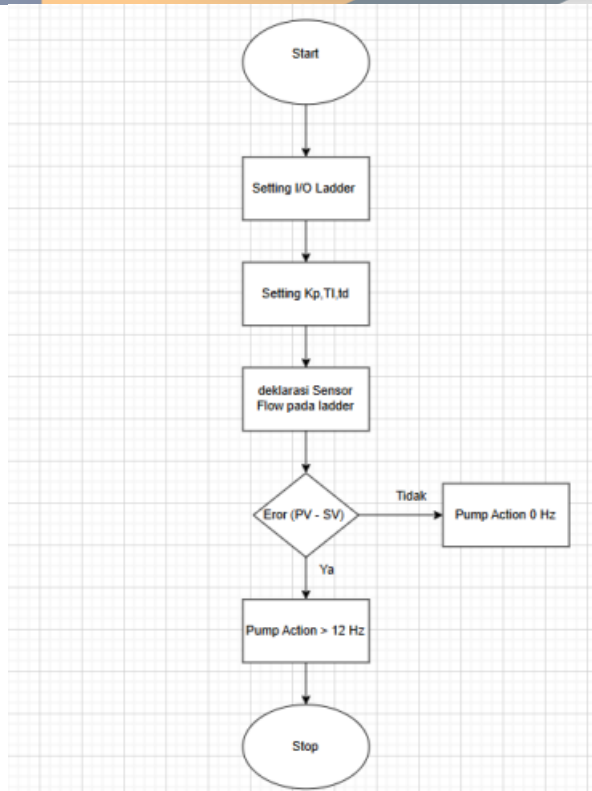 Start
Setting I/O Ladder
Setting Kp,TI,td
deklarasi Sensor
Flow pada ladder
Eror (PV - SV)
Tidak
Pump Action 0 Hz
Ya
Pump Action > 12 Hz
Stop